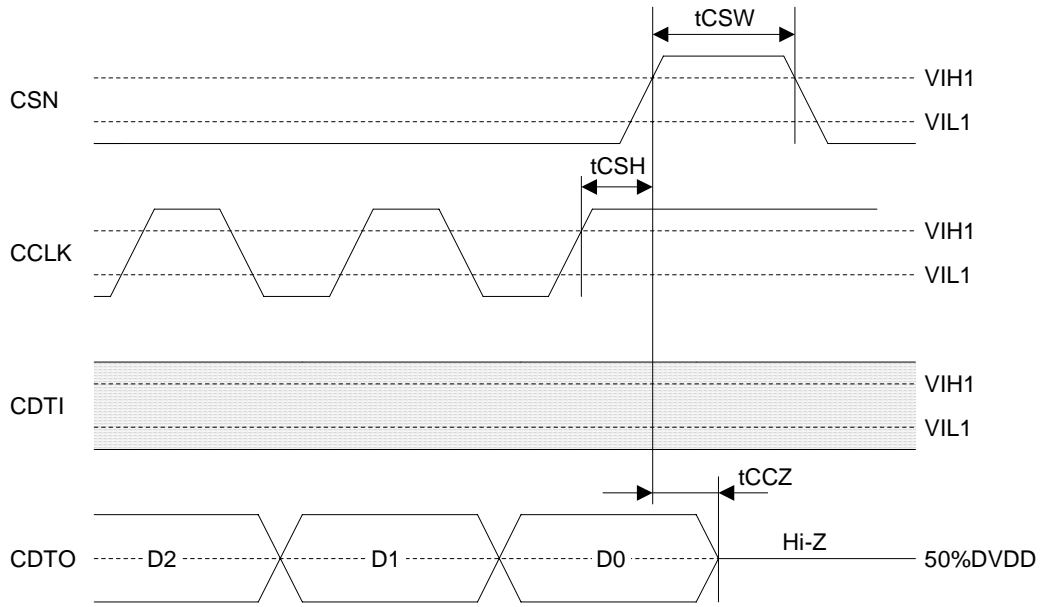 tCSW
VIH1
CSN
VIL1
tCSH
VIH1
CCLK
VIL1
VIH1
CDTI
VIL1
tCCZ
Hi-Z
CDTO D2 D1 D0 50%DVDD